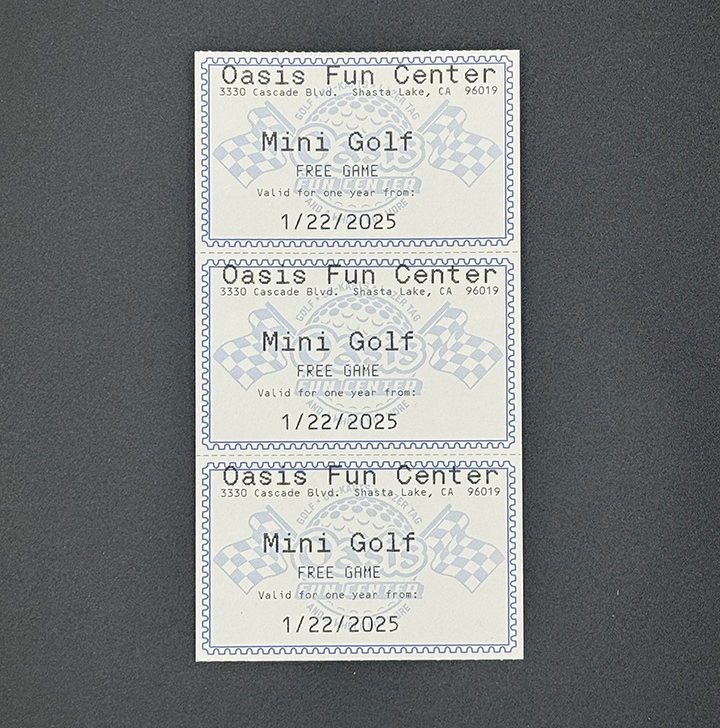 Oasis Fun Center
3330 Cascade Blvd. Shasta Lake, CA 96019
Mini Golf
FREE GAME
Valid for one year from:
1/22/2025
Oasis Fun Center
3330 Cascade Blvd. Shasta Lake, CA 96019
Mini Golf
FREE GAME
Valid for one year from:
1/22/2025
Oasis Fun Center
3330 Cascade Blvd. Shasta Lake, CA 96019
Mini Golf
FREE GAME
Valid for one year from:
1/22/2025